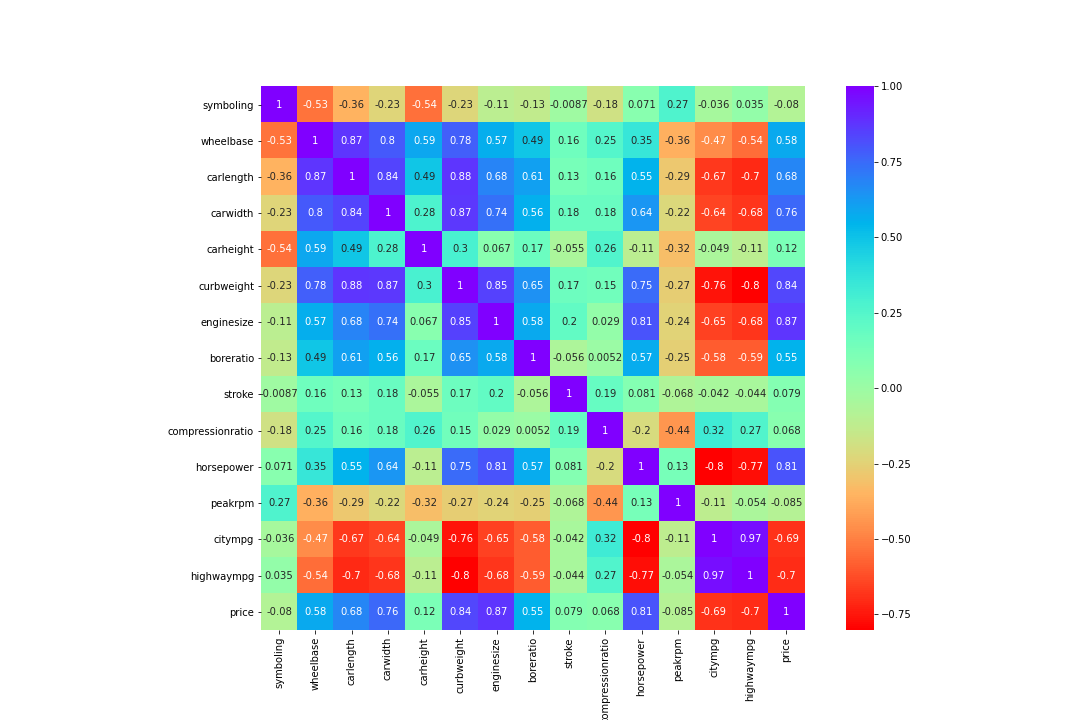 symboling 1 -0.53 -0.36 -0.23 -0.54 -0.23 -0.11 -0.13 -0.0087 -0.18 0.071 0.27 -0.036 0.035 -0.08
wheelbase -0.53 1 0.87 0.8 0.59 0.78 0.57 0.49 0.16 0.25 0.35 -0.36 -0.47 -0.54 0.58
carlength -0.36 0.87 1 0.84 0.49 0.88 0.68 0.61 0.13 0.16 0.55 -0.29 -0.67 -0.7 0.68
carwidth -0.23 0.8 0.84 1 0.28 0.87 0.74 0.56 0.18 0.18 0.64 -0.22 -0.64 -0.68 0.76
carheight -0.54 0.59 0.49 0.28 1 0.3 0.067 0.17 -0.055 0.26 -0.11 -0.32 -0.049 -0.11 0.12
curbweight -0.23 0.78 0.88 0.87 0.3 1 0.85 0.65 0.17 0.15 0.75 -0.27 -0.76 -0.8 0.84
enginesize -0.11 0.57 0.68 0.74 0.067 0.85 1 0.58 0.2 0.029 0.81 -0.24 -0.65 -0.68 0.87
boreratio -0.13 0.49 0.61 0.56 0.17 0.65 0.58 1 -0.056 0.0052 0.57 -0.25 -0.58 -0.59 0.55
stroke -0.0087 0.16 0.13 0.18 -0.055 0.17 0.2 -0.056 1 0.19 0.081 -0.068 -0.042 -0.044 0.079
compressionratio -0.18 0.25 0.16 0.18 0.26 0.15 0.029 0.0052 0.19 1 -0.2 -0.44 0.32 0.27 0.068
horsepower 0.071 0.35 0.55 0.64 -0.11 0.75 0.81 0.57 0.081 -0.2 1 0.13 -0.8 -0.77 0.81
peakrpm 0.27 -0.36 -0.29 -0.22 -0.32 -0.27 -0.24 -0.25 -0.068 -0.44 0.13 1 -0.11 -0.054 -0.085
citympg -0.036 -0.47 -0.67 -0.64 -0.049 -0.76 -0.65 -0.58 -0.042 0.32 -0.8 -0.11 1 0.97 -0.69
highwaympg 0.035 -0.54 -0.7 -0.68 -0.11 -0.8 -0.68 -0.59 -0.044 0.27 -0.77 -0.054 0.97 1 -0.7
price -0.08 0.58 0.68 0.76 0.12 0.84 0.87 0.55 0.079 0.068 0.81 -0.085 -0.69 -0.7 1
symboling
wheelbase
carlength
carwidth
carheight
curbweight
enginesize
boreratio
stroke
ompressionratio
horsepower
peakrpm
citympg
highwaympg
price
1.00
0.75
0.50
0.25
0.00
−0.25
−0.50
−0.75